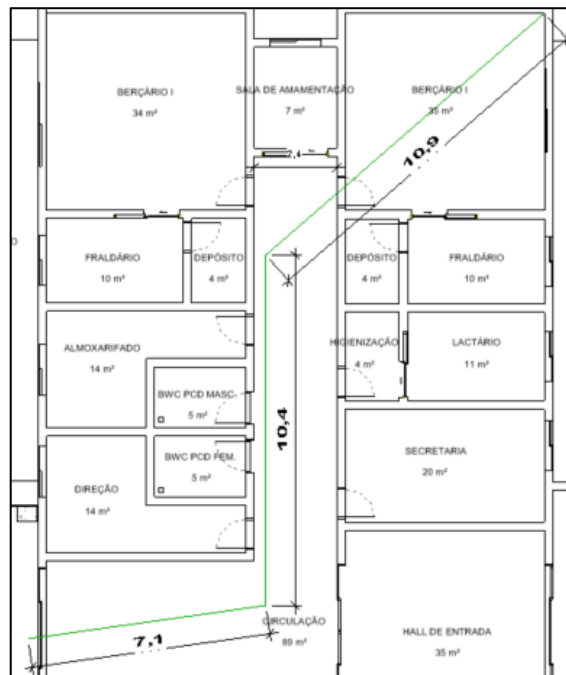 BERÇÁRIO I
34 m²
SALA DE AMAMENTAÇÃO
7 m²
BERÇÁRIO I
35 m²
2,4
10,9
FRALDÁRIO
10 m²
DEPÓSITO
4 m²
DEPÓSITO
4 m²
FRALDÁRIO
10 m²
ALMOXARIFADO
14 m²
HIGIENIZAÇÃO
4 m²
LACTÁRIO
11 m²
BWC PCD MASC.
5 m²
10,4
BWC PCD FEM.
5 m²
SECRETARIA
20 m²
DIREÇÃO
14 m²
7,1
CIRCULAÇÃO
89 m²
HALL DE ENTRADA
35 m²